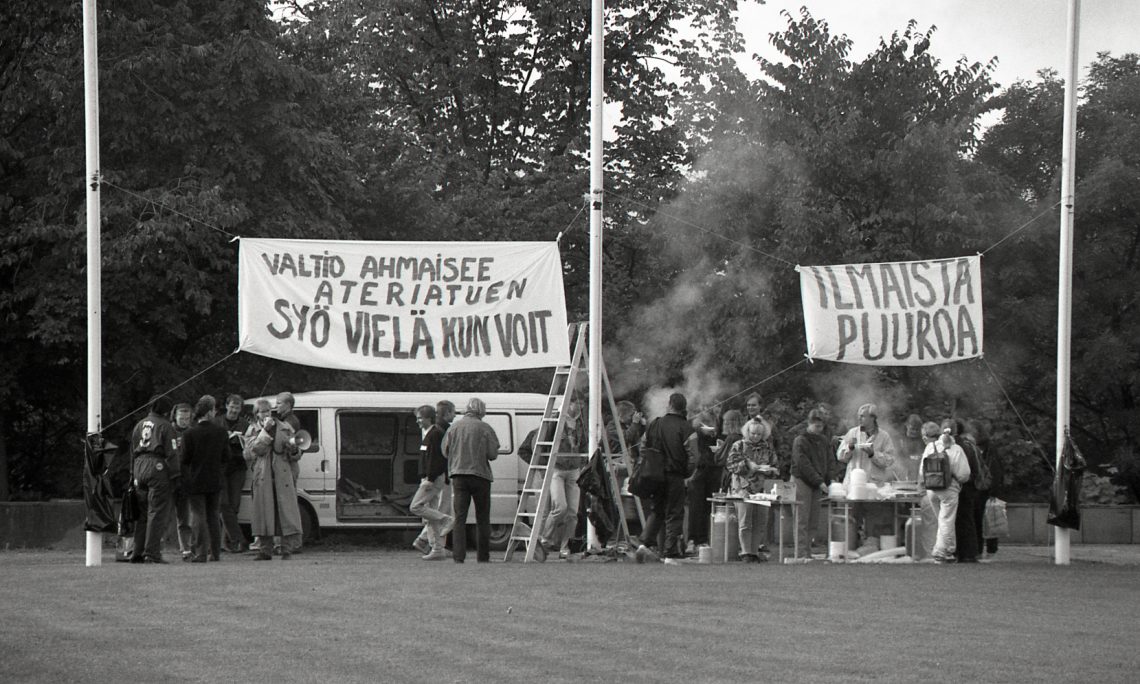 VALTIO AHMAISEE
ATERIATUEN
SYÖ VIELÄ KUN VOIT
ILMAISTA
PUUROA